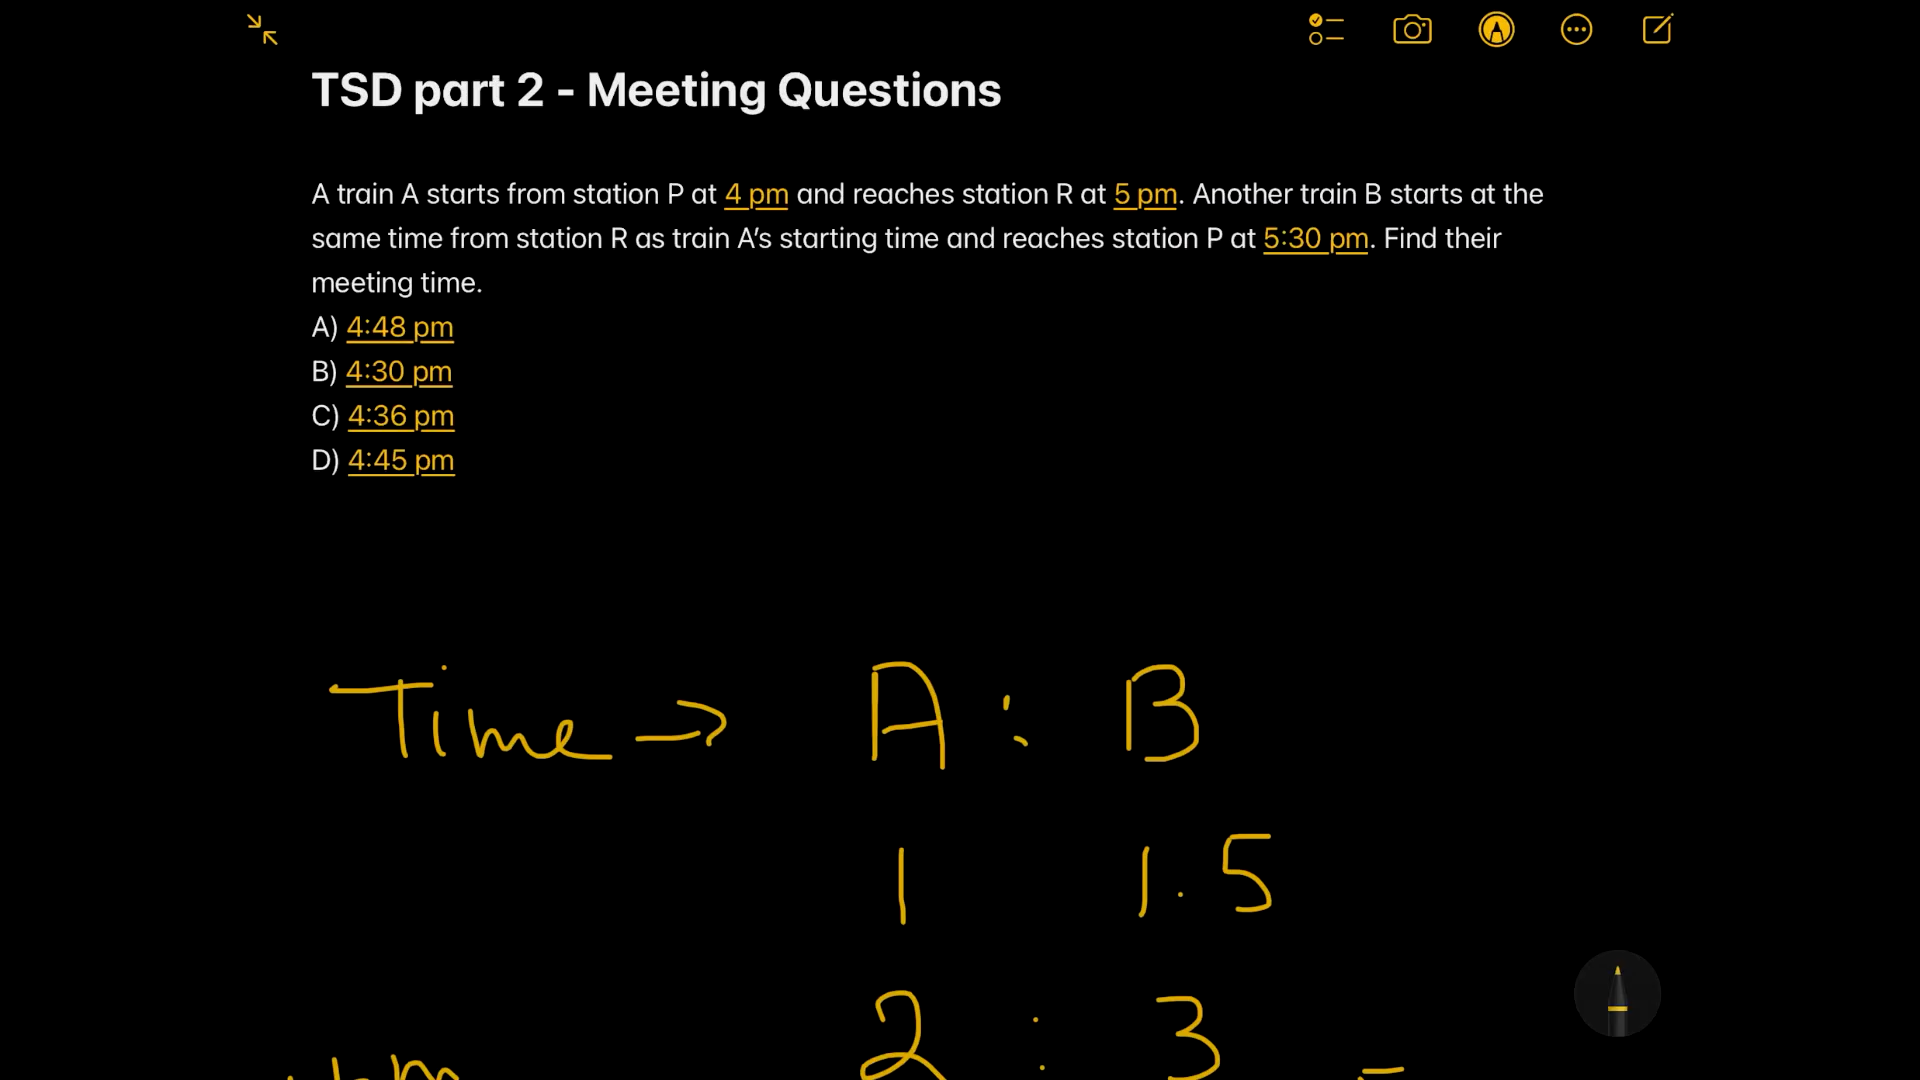 TSD part 2 - Meeting Questions
A train A starts from station P at 4 pm and reaches station R at 5 pm. Another train B starts at the
same time from station R as train A’s starting time and reaches station P at 5:30 pm. Find their
meeting time.
A) 4:48 pm
B) 4:30 pm
C) 4:36 pm
D) 4:45 pm
Time → A : B
1 1.5
2 : 3